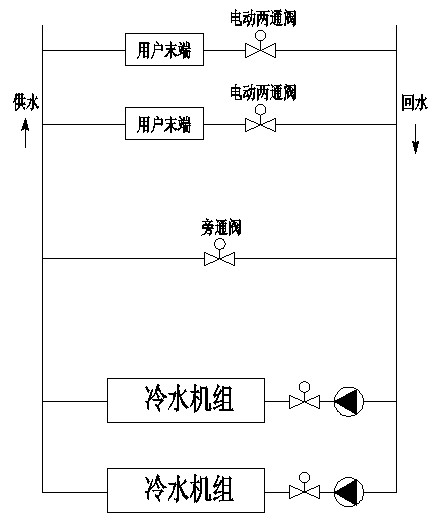 电动两通阀
用户末端
电动两通阀
供水
回水
用户末端
旁通阀
冷水机组
冷水机组